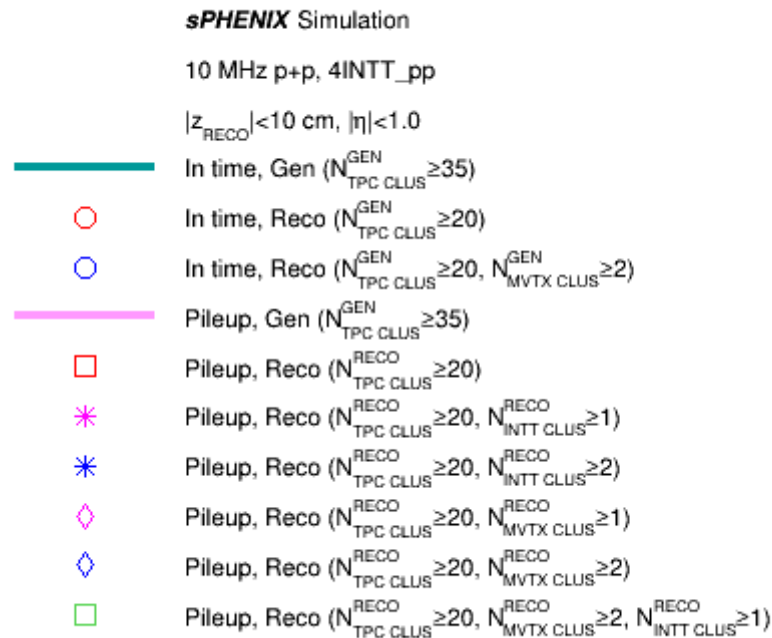 sPHENIX Simulation
10 MHz p+p, 4INTT_pp
|z_RECO|<10 cm, |η|<1.0
In time, Gen (N^GEN_TPC CLUS≥35)
In time, Reco (N^GEN_TPC CLUS≥20)
In time, Reco (N^GEN_TPC CLUS≥20, N^GEN_MVTX CLUS≥2)
Pileup, Gen (N^GEN_TPC CLUS≥35)
Pileup, Reco (N^RECO_TPC CLUS≥20)
Pileup, Reco (N^RECO_TPC CLUS≥20, N^RECO_INTT CLUS≥1)
Pileup, Reco (N^RECO_TPC CLUS≥20, N^RECO_INTT CLUS≥2)
Pileup, Reco (N^RECO_TPC CLUS≥20, N^RECO_MVTX CLUS≥1)
Pileup, Reco (N^RECO_TPC CLUS≥20, N^RECO_MVTX CLUS≥2)
Pileup, Reco (N^RECO_TPC CLUS≥20, N^RECO_MVTX CLUS≥2, N^RECO_INTT CLUS≥1)